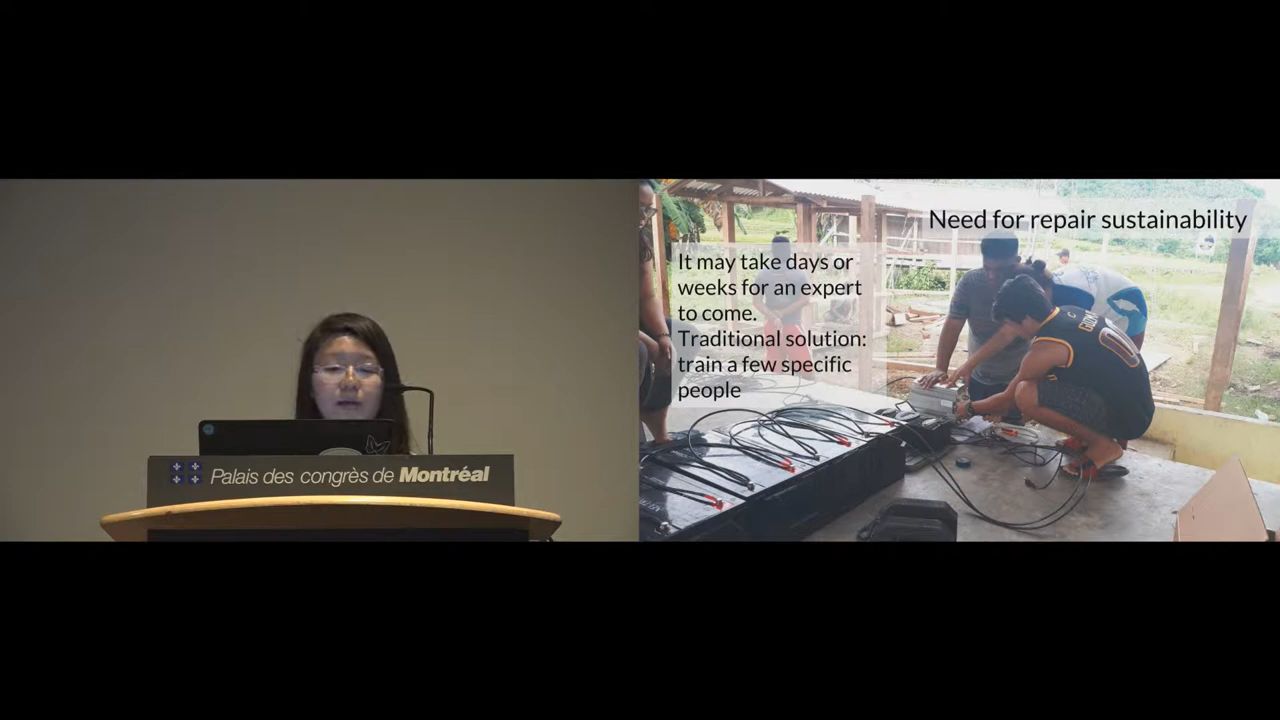 Palais des congrès de Montréal
Need for repair sustainability
It may take days or
weeks for an expert
to come.
Traditional solution:
train a few specific
people